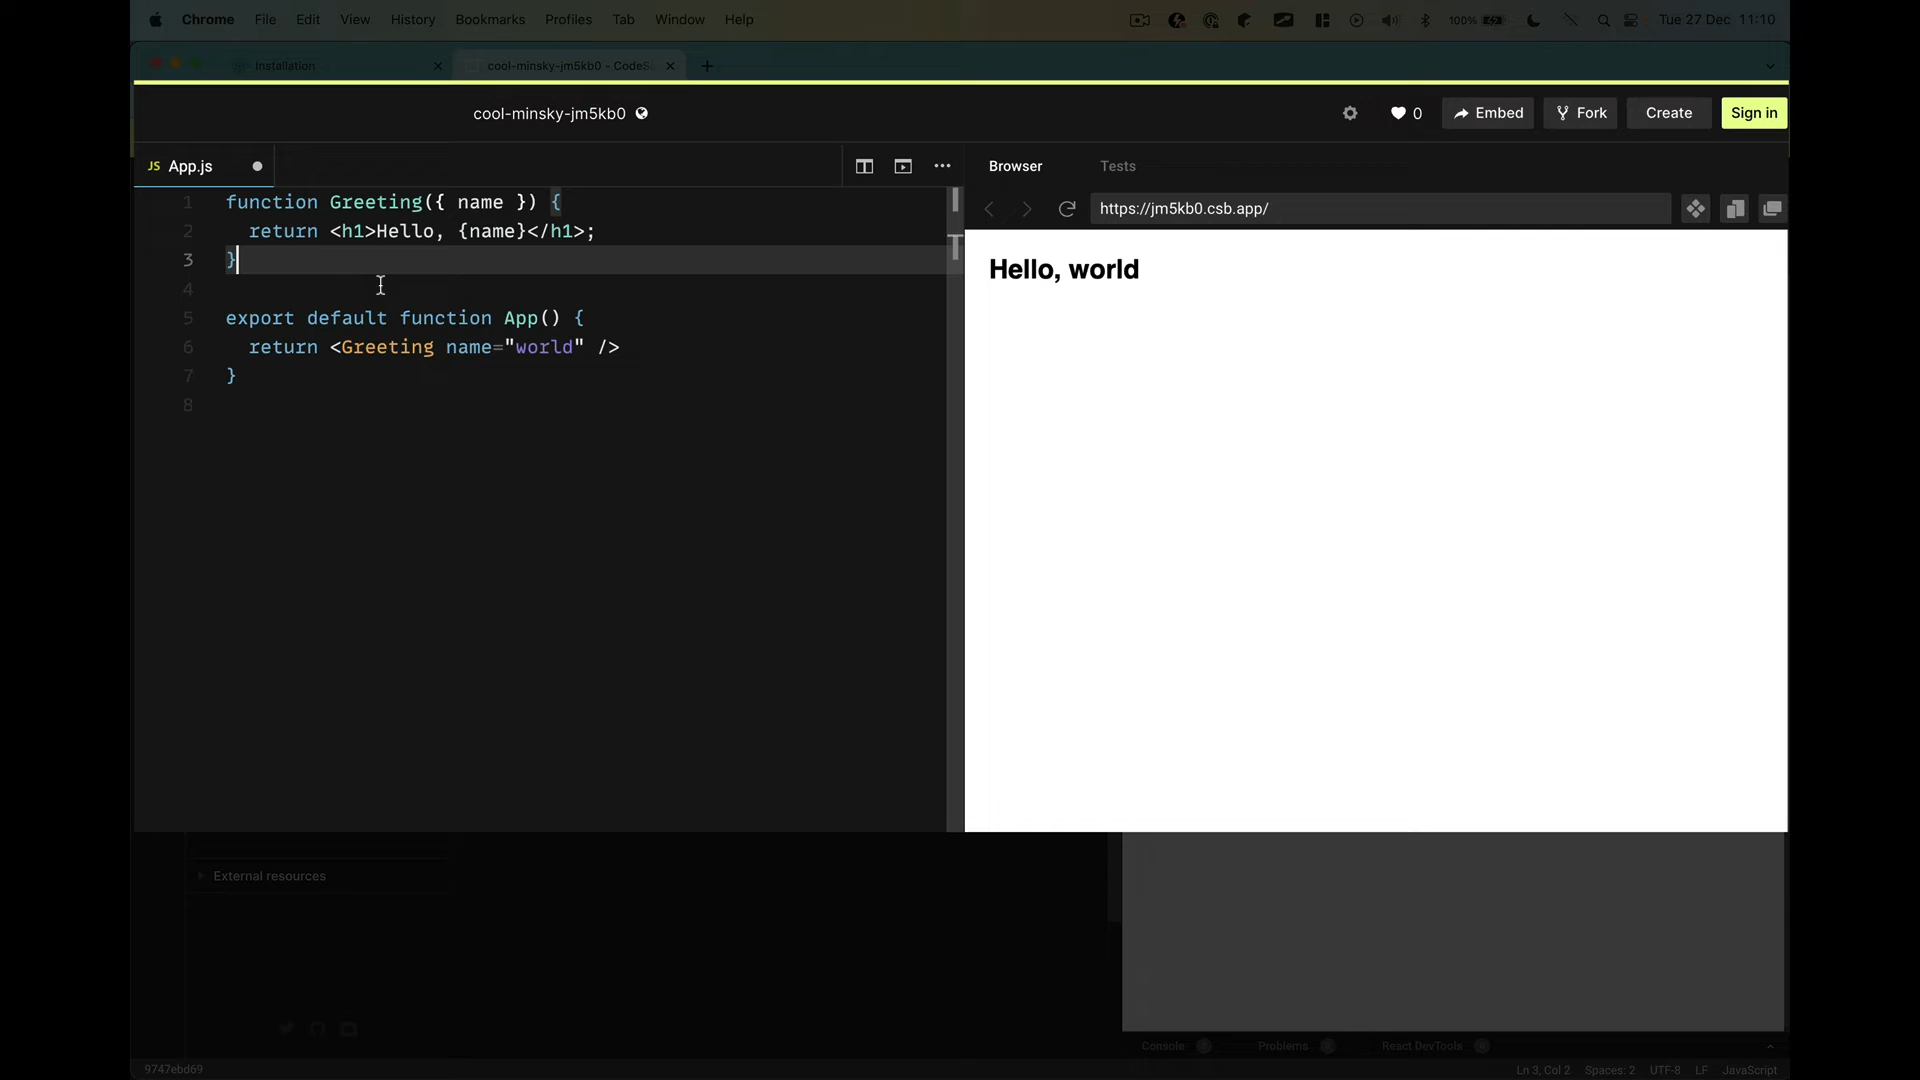 Chrome File Edit View History Bookmarks Profiles Tab Window Help 100% Tue 27 Dec 11:10
Installation cool-minsky-jm5kb0 - CodeS
cool-minsky-jm5kb0 0 Embed Fork Create Sign in
JS App.js Browser Tests
https://jm5kb0.csb.app/
1 function Greeting({ name }) {
2 return <h1>Hello, {name}</h1>;
3 }
4
5 export default function App() {
6 return <Greeting name="world" />
7 }
8
Hello, world
External resources
Console Problems React DevTools
9747ebd69 Ln 3, Col 2 Spaces: 2 UTF-8 LF JavaScript